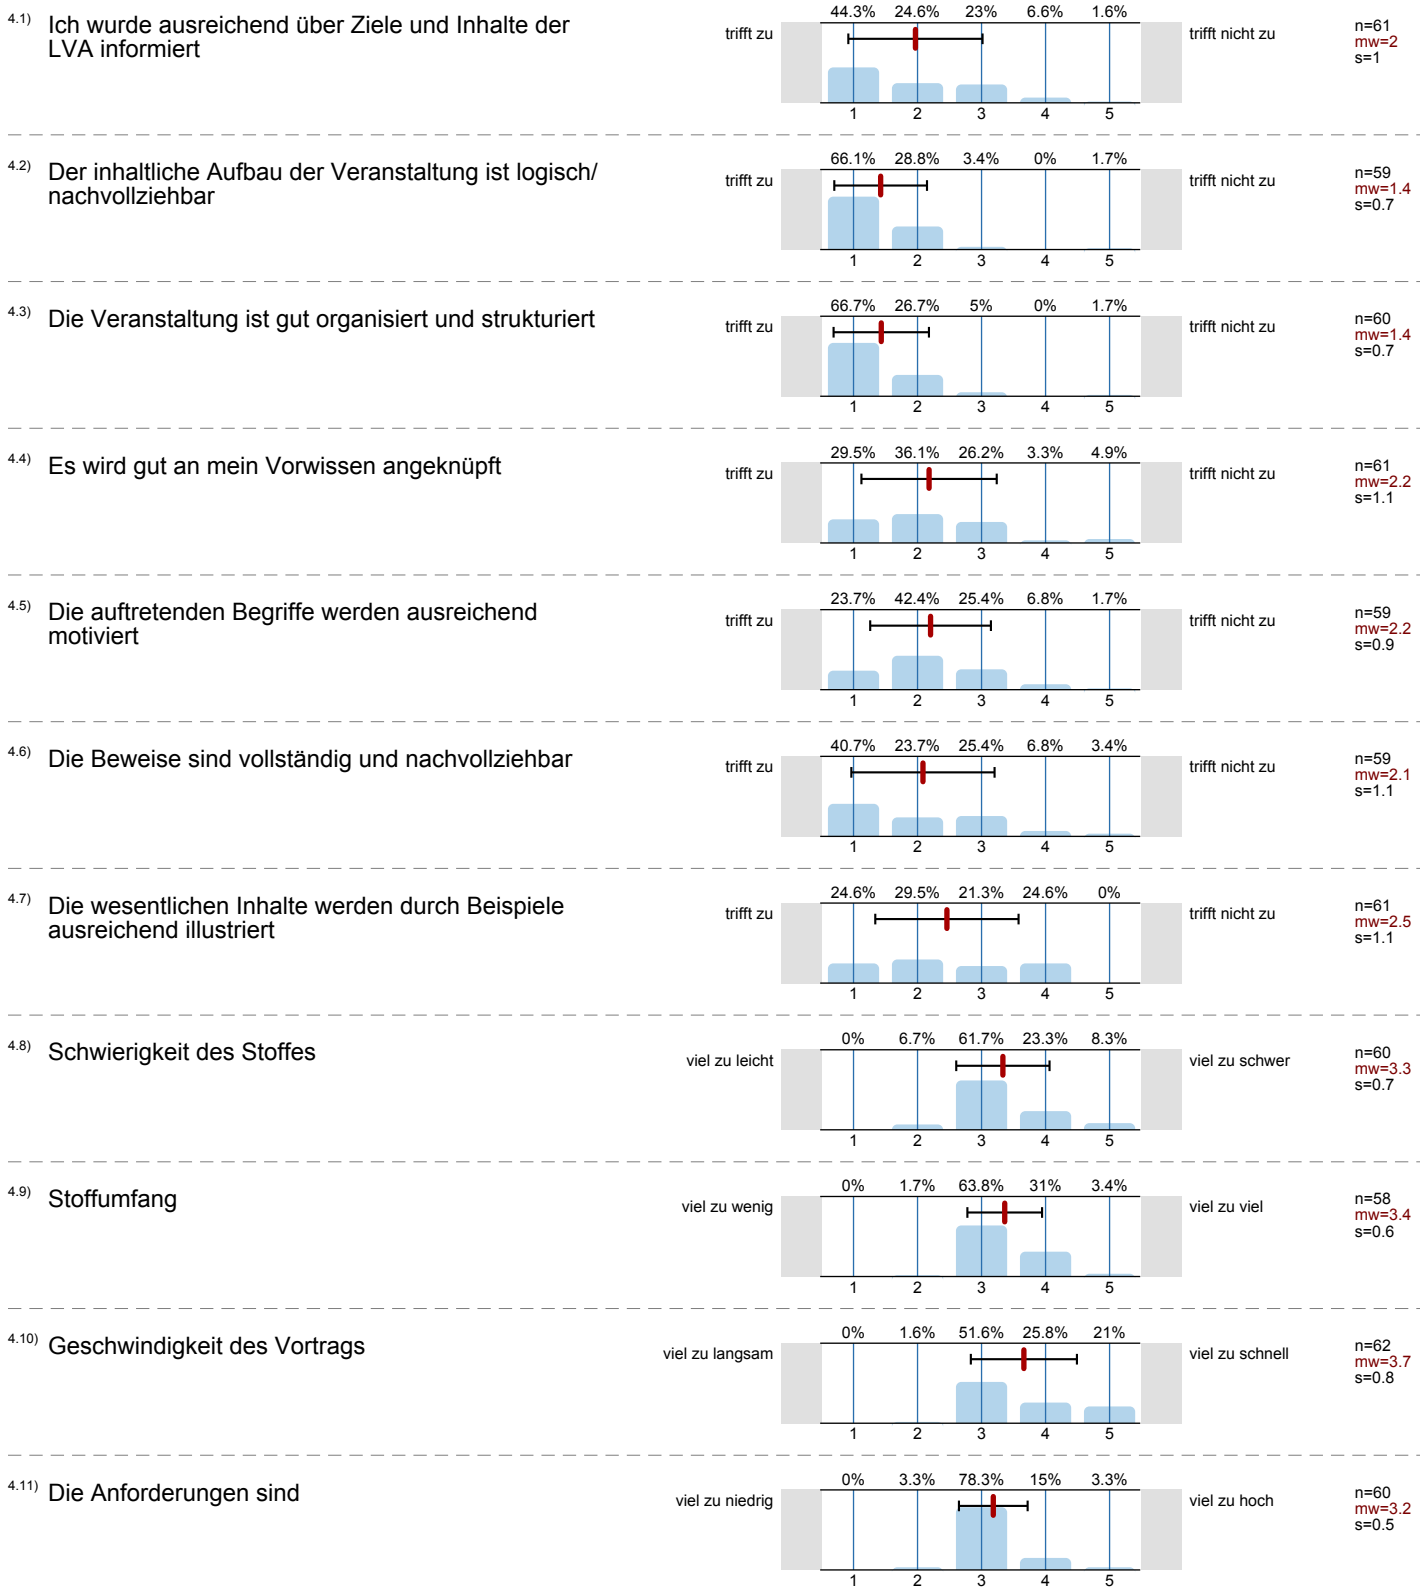 4.1) Ich wurde ausreichend über Ziele und Inhalte der
LVA informiert
trifft zu
44.3% 24.6% 23% 6.6% 1.6%
1 2 3 4 5
trifft nicht zu
n=61
mw=2
s=1
4.2) Der inhaltliche Aufbau der Veranstaltung ist logisch/
nachvollziehbar
trifft zu
66.1% 28.8% 3.4% 0% 1.7%
1 2 3 4 5
trifft nicht zu
n=59
mw=1.4
s=0.7
4.3) Die Veranstaltung ist gut organisiert und strukturiert
trifft zu
66.7% 26.7% 5% 0% 1.7%
1 2 3 4 5
trifft nicht zu
n=60
mw=1.4
s=0.7
4.4) Es wird gut an mein Vorwissen angeknüpft
trifft zu
29.5% 36.1% 26.2% 3.3% 4.9%
1 2 3 4 5
trifft nicht zu
n=61
mw=2.2
s=1.1
4.5) Die auftretenden Begriffe werden ausreichend
motiviert
trifft zu
23.7% 42.4% 25.4% 6.8% 1.7%
1 2 3 4 5
trifft nicht zu
n=59
mw=2.2
s=0.9
4.6) Die Beweise sind vollständig und nachvollziehbar
trifft zu
40.7% 23.7% 25.4% 6.8% 3.4%
1 2 3 4 5
trifft nicht zu
n=59
mw=2.1
s=1.1
4.7) Die wesentlichen Inhalte werden durch Beispiele
ausreichend illustriert
trifft zu
24.6% 29.5% 21.3% 24.6% 0%
1 2 3 4 5
trifft nicht zu
n=61
mw=2.5
s=1.1
4.8) Schwierigkeit des Stoffes
viel zu leicht
0% 6.7% 61.7% 23.3% 8.3%
1 2 3 4 5
viel zu schwer
n=60
mw=3.3
s=0.7
4.9) Stoffumfang
viel zu wenig
0% 1.7% 63.8% 31% 3.4%
1 2 3 4 5
viel zu viel
n=58
mw=3.4
s=0.6
4.10) Geschwindigkeit des Vortrags
viel zu langsam
0% 1.6% 51.6% 25.8% 21%
1 2 3 4 5
viel zu schnell
n=62
mw=3.7
s=0.8
4.11) Die Anforderungen sind
viel zu niedrig
0% 3.3% 78.3% 15% 3.3%
1 2 3 4 5
viel zu hoch
n=60
mw=3.2
s=0.5